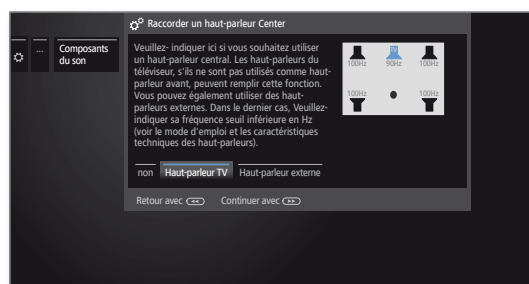 Raccorder un haut-parleur Center
...
Composants
du son
Veuillez- indiquer ici si vous souhaitez utiliser
un haut-parleur central. Les haut-parleurs du
téléviseur, s'ils ne sont pas utilisés comme haut-
parleur avant, peuvent remplir cette fonction.
Vous pouvez également utiliser des haut-
parleurs externes. Dans le dernier cas, Veuillez-
indiquer sa fréquence seuil inférieure en Hz
(voir le mode d'emploi et les caractéristiques
techniques des haut-parleurs).
TV
100Hz 90Hz 100Hz
100Hz 100Hz
non Haut-parleur TV Haut-parleur externe
Retour avec Continuer avec